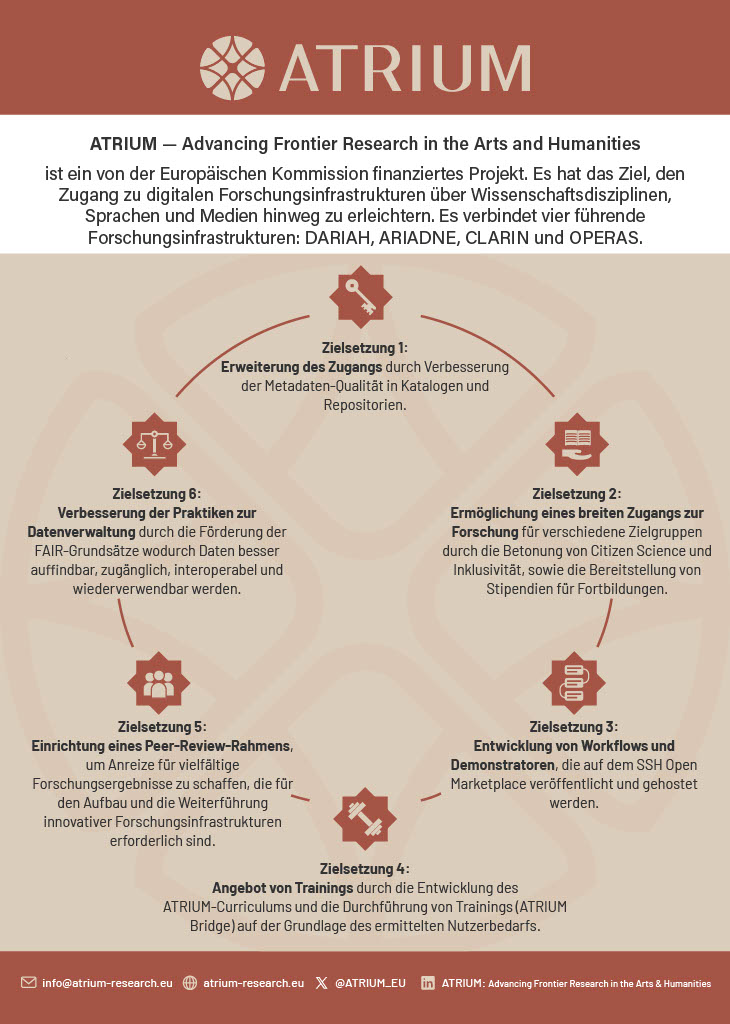 ATRIUM
ATRIUM — Advancing Frontier Research in the Arts and Humanities
ist ein von der Europäischen Kommission finanziertes Projekt. Es hat das Ziel, den
Zugang zu digitalen Forschungsinfrastrukturen über Wissenschaftsdisziplinen,
Sprachen und Medien hinweg zu erleichtern. Es verbindet vier führende
Forschungsinfrastrukturen: DARIAH, ARIADNE, CLARIN und OPERAS.
Zielsetzung 1:
Erweiterung des Zugangs durch Verbesserung
der Metadaten-Qualität in Katalogen und
Repositorien.
Zielsetzung 2:
Ermöglichung eines breiten Zugangs zur
Forschung für verschiedene Zielgruppen
durch die Betonung von Citizen Science und
Inklusivität, sowie die Bereitstellung von
Stipendien für Fortbildungen.
Zielsetzung 3:
Entwicklung von Workflows und
Demonstratoren, die auf dem SSH Open
Marketplace veröffentlicht und gehostet
werden.
Zielsetzung 4:
Angebot von Trainings durch die Entwicklung des
ATRIUM-Curriculums und die Durchführung von Trainings (ATRIUM
Bridge) auf der Grundlage des ermittelten Nutzerbedarfs.
Zielsetzung 5:
Einrichtung eines Peer-Review-Rahmens,
um Anreize für vielfältige
Forschungsergebnisse zu schaffen, die für
den Aufbau und die Weiterführung
innovativer Forschungsinfrastrukturen
erforderlich sind.
Zielsetzung 6:
Verbesserung der Praktiken zur
Datenverwaltung durch die Förderung der
FAIR-Grundsätze wodurch Daten besser
auffindbar, zugänglich, interoperabel und
wiederverwendbar werden.
info@atrium-research.eu atrium-research.eu @ATRIUM_EU ATRIUM: Advancing Frontier Research in the Arts & Humanities